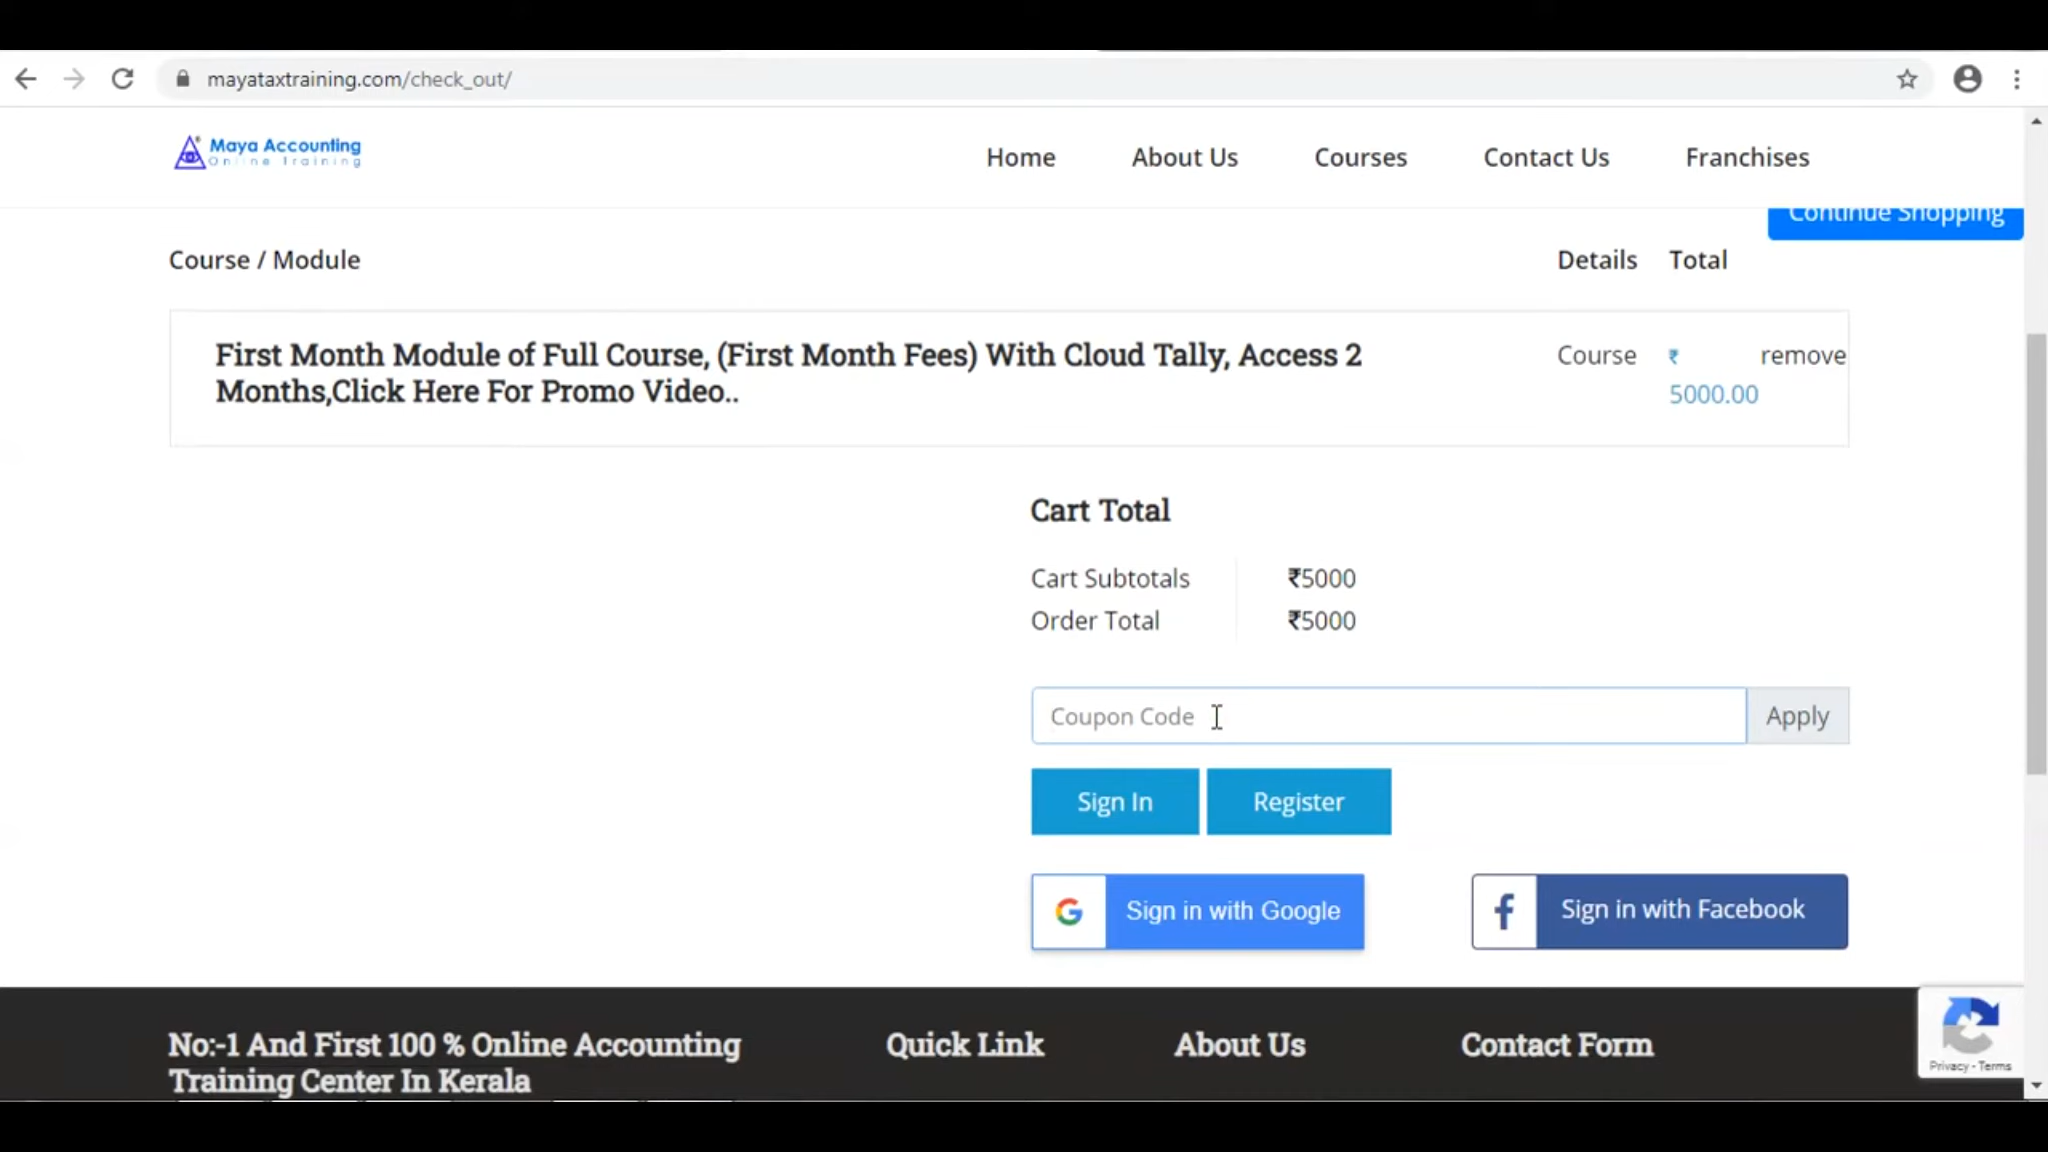 mayataxtraining.com/check_out/
Maya Accounting
Online Training
Home About Us Courses Contact Us Franchises
Continue Shopping
Course / Module Details Total
First Month Module of Full Course, (First Month Fees) With Cloud Tally, Access 2 Course ₹ remove
Months,Click Here For Promo Video.. 5000.00
Cart Total
Cart Subtotals ₹5000
Order Total ₹5000
Coupon Code Apply
Sign In Register
Sign in with Google Sign in with Facebook
No:-1 And First 100 % Online Accounting Quick Link About Us Contact Form
Training Center In Kerala
Privacy - Terms